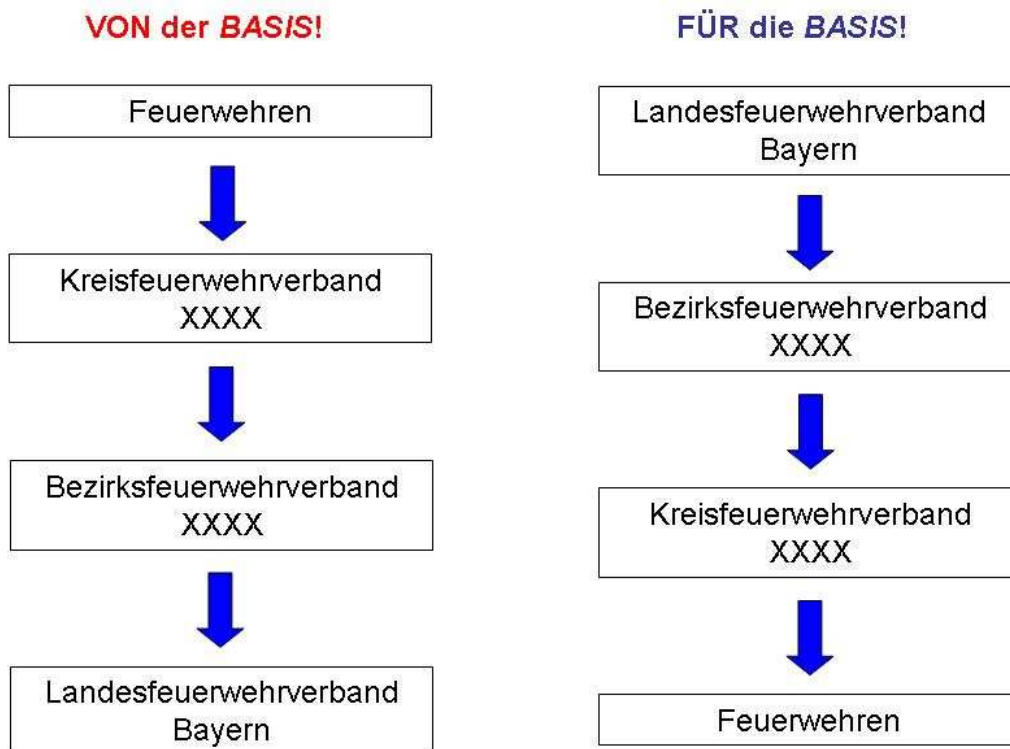 VON der BASIS!
Feuerwehren
Kreisfeuerwehrverband
XXXX
Bezirksfeuerwehrverband
XXXX
Landesfeuerwehrverband
Bayern
FÜR die BASIS!
Landesfeuerwehrverband
Bayern
Bezirksfeuerwehrverband
XXXX
Kreisfeuerwehrverband
XXXX
Feuerwehren